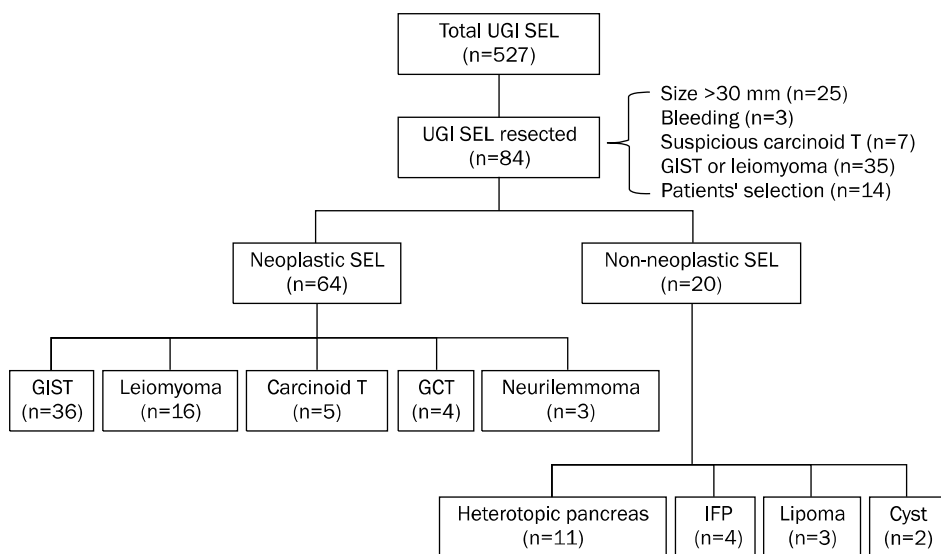 Total UGI SEL
(n=527)
UGI SEL resected
(n=84)
Size >30 mm (n=25)
Bleeding (n=3)
Suspicious carcinoid T (n=7)
GIST or leiomyoma (n=35)
Patients' selection (n=14)
Neoplastic SEL
(n=64)
Non-neoplastic SEL
(n=20)
GIST
(n=36)
Leiomyoma
(n=16)
Carcinoid T
(n=5)
GCT
(n=4)
Neurilemmoma
(n=3)
Heterotopic pancreas
(n=11)
IFP
(n=4)
Lipoma
(n=3)
Cyst
(n=2)